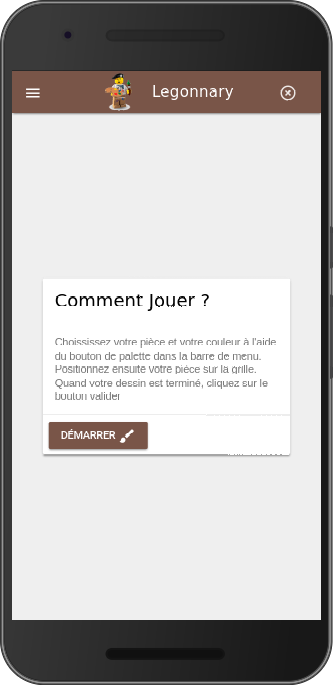 Legonnary
Comment Jouer ?
Choississez votre pièce et votre couleur à l'aide
du bouton de palette dans la barre de menu.
Positionnez ensuite votre pièce sur la grille.
Quand votre dessin est terminé, cliquez sur le
bouton valider
DÉMARRER